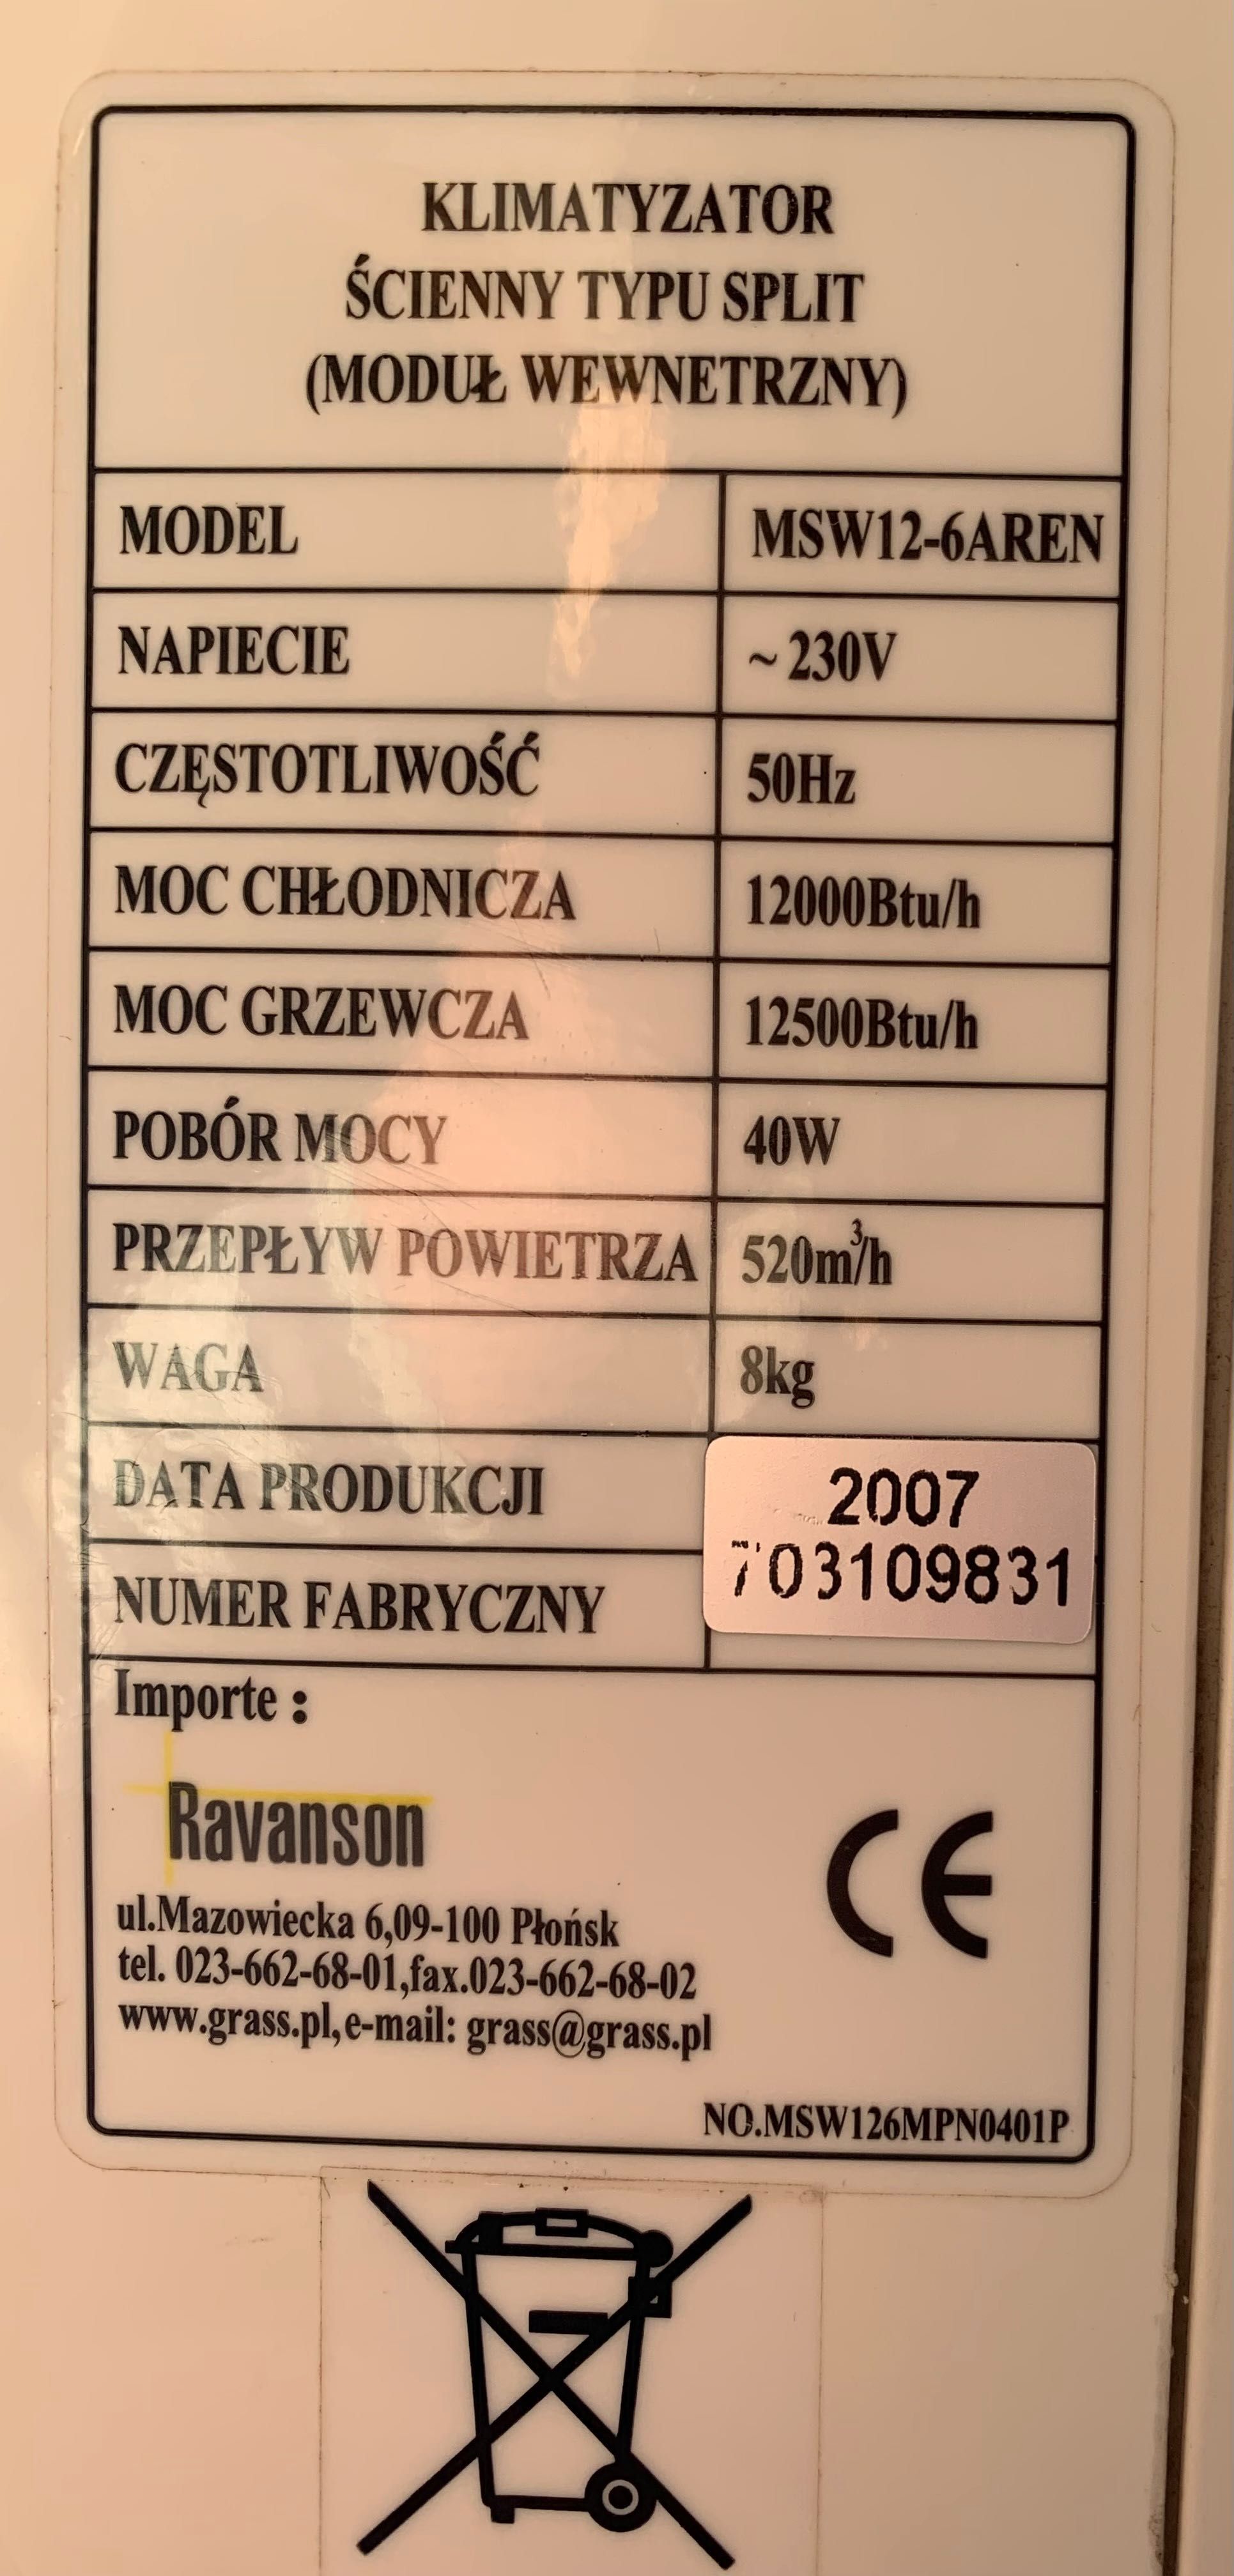 KLIMATYZATOR
ŚCIENNY TYPU SPLIT
(MODUŁ WEWNETRZNY)
MODEL MSW12-6AREN
NAPIECIE ~230V
CZĘSTOTLIWOŚĆ 50Hz
MOC CHŁODNICZA 12000Btu/h
MOC GRZEWCZA 12500Btu/h
POBÓR MOCY 40W
PRZEPŁYW POWIETRZA 520m³/h
WAGA 8kg
DATA PRODUKCJI 2007
NUMER FABRYCZNY 703109831
Importe :
Ravanson
CE
ul.Mazowiecka 6,09-100 Płońsk
tel. 023-662-68-01,fax.023-662-68-02
www.grass.pl,e-mail: grass@grass.pl
NO.MSW126MPN0401P